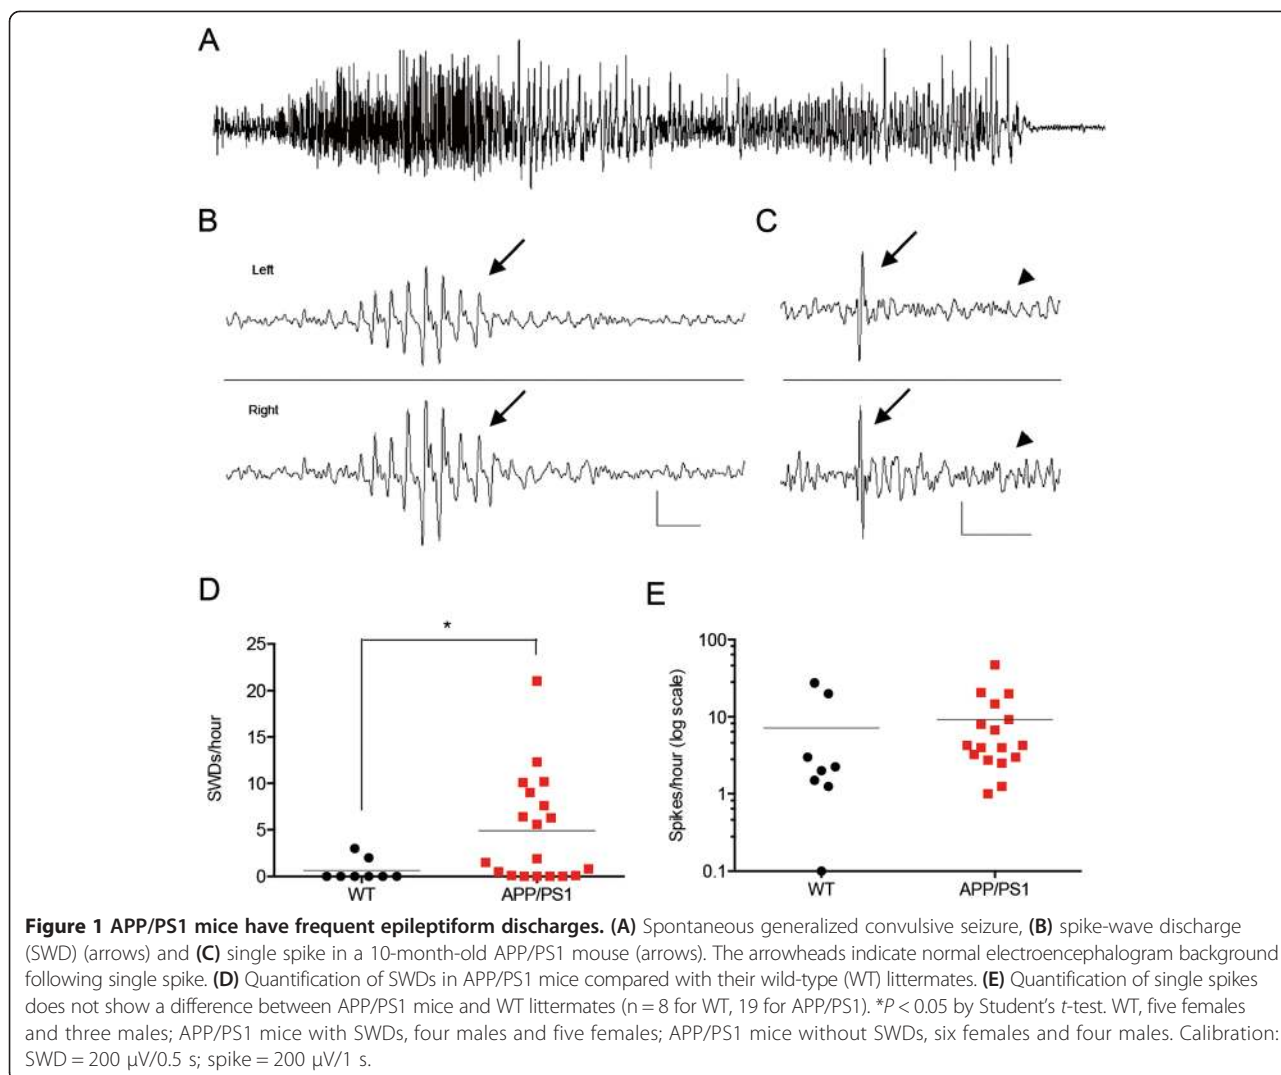 A
B
C
Left
Right
D
E
*
25
20
15
10
5
0
SWDs/hour
WT
APP/PS1
100
10
1
0.1
Spikes/hour (log scale)
WT
APP/PS1
Figure 1 APP/PS1 mice have frequent epileptiform discharges. (A) Spontaneous generalized convulsive seizure, (B) spike-wave discharge
(SWD) (arrows) and (C) single spike in a 10-month-old APP/PS1 mouse (arrows). The arrowheads indicate normal electroencephalogram background
following single spike. (D) Quantification of SWDs in APP/PS1 mice compared with their wild-type (WT) littermates. (E) Quantification of single spikes
does not show a difference between APP/PS1 mice and WT littermates (n = 8 for WT, 19 for APP/PS1). *P < 0.05 by Student's t-test. WT, five females
and three males; APP/PS1 mice with SWDs, four males and five females; APP/PS1 mice without SWDs, six females and four males. Calibration:
SWD = 200 μV/0.5 s; spike = 200 μV/1 s.